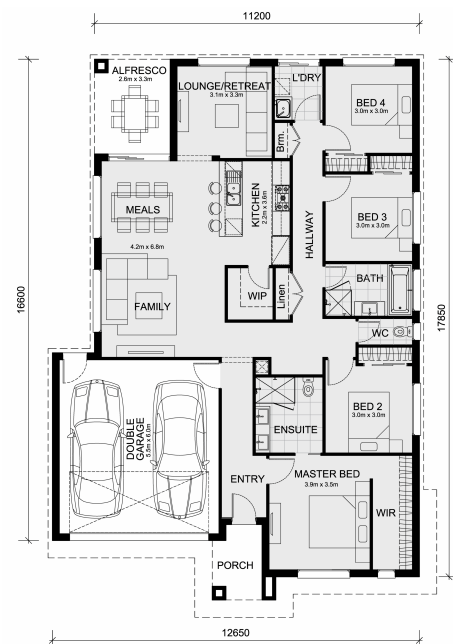 11200
ALFRESCO
2.6m x 3.3m
LOUNGE/RETREAT
3.1m x 3.3m
L'DRY
BED 4
3.0m x 3.0m
Brm.
MEALS
4.2m x 6.8m
KITCHEN
2.2m x 3.6m
HALLWAY
BED 3
3.0m x 3.0m
FAMILY
WIP
Linen
BATH
WC
16600
17850
DOUBLE
GARAGE
5.5m x 6.0m
ENSUITE
BED 2
3.0m x 3.0m
ENTRY
MASTER BED
3.9m x 3.5m
WIR
PORCH
12650